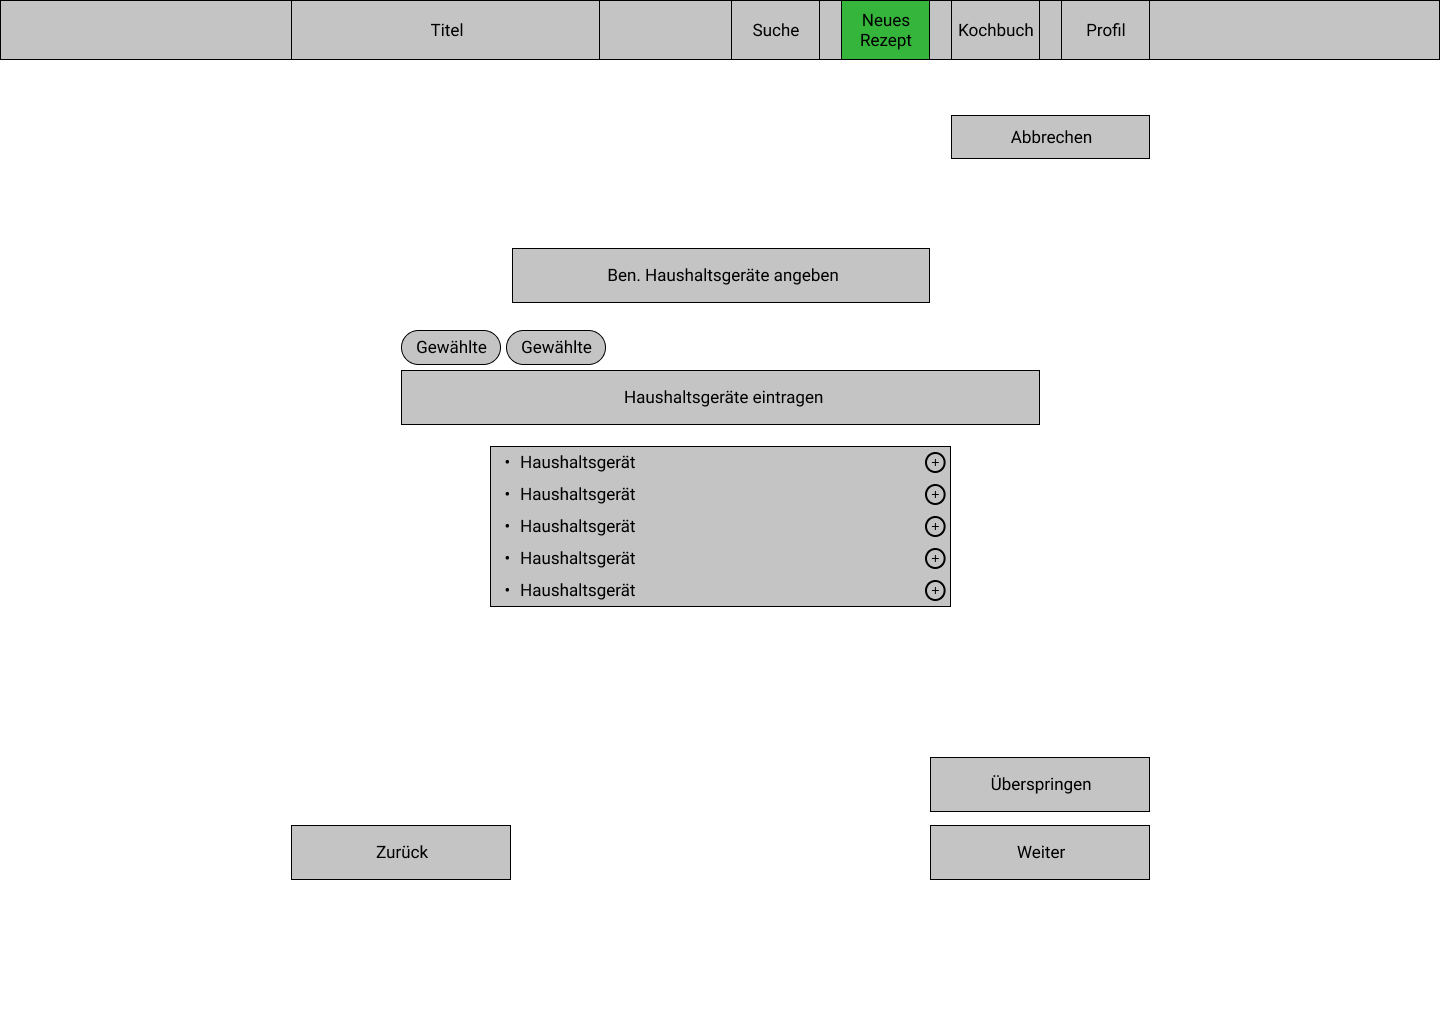 Titel
Suche
Neues
Rezept
Kochbuch
Profil
Abbrechen
Ben. Haushaltsgeräte angeben
Gewählte
Gewählte
Haushaltsgeräte eintragen
• Haushaltsgerät +
• Haushaltsgerät +
• Haushaltsgerät +
• Haushaltsgerät +
• Haushaltsgerät +
Überspringen
Zurück
Weiter